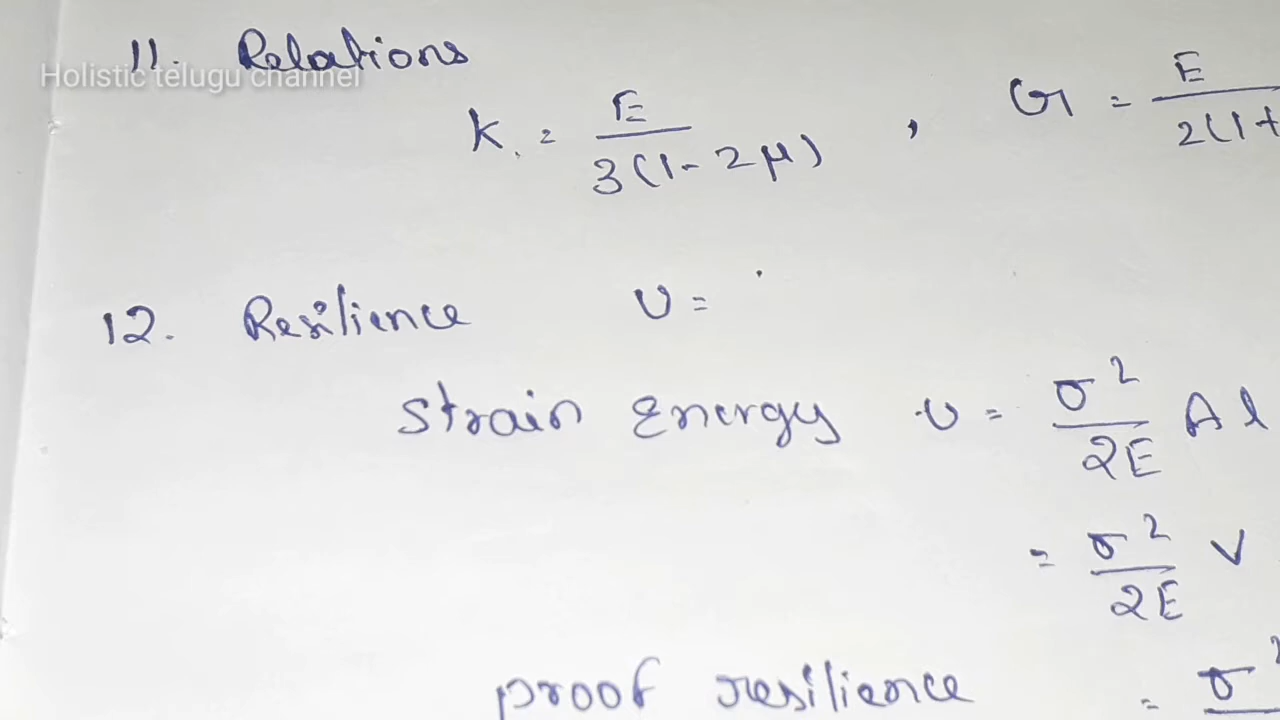 11. Relations
Holistic telugu channel
K = E / 3(1-2μ) , G = E / 2(1+
12. Resilience U =
Strain Energy U = σ² / 2E Al
= σ² / 2E V
proof resilience = σ²